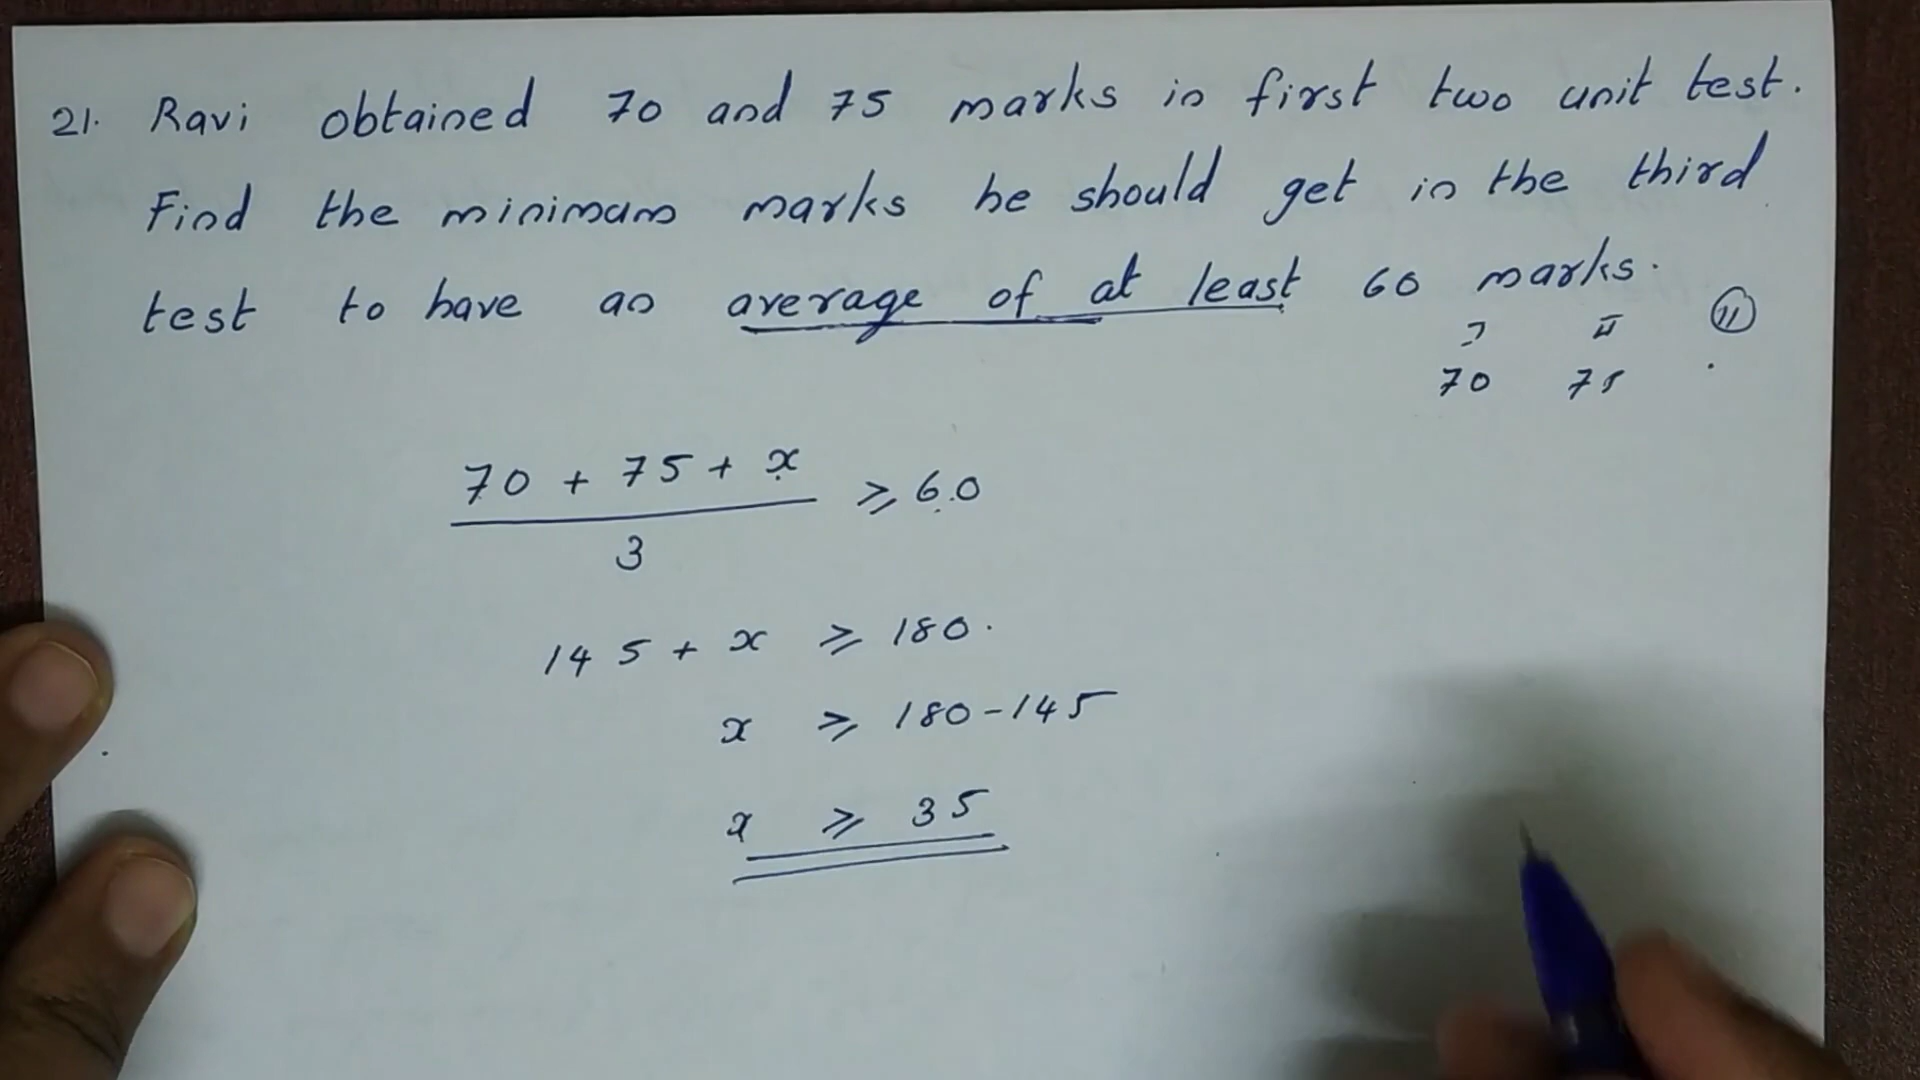 21. Ravi obtained 70 and 75 marks in first two unit test.
Find the minimum marks he should get in the third
test to have an average of at least 60 marks.
I II
70 75
11
70 + 75 + x
3
⩾ 60
145 + x ⩾ 180.
x ⩾ 180-145
x ⩾ 35